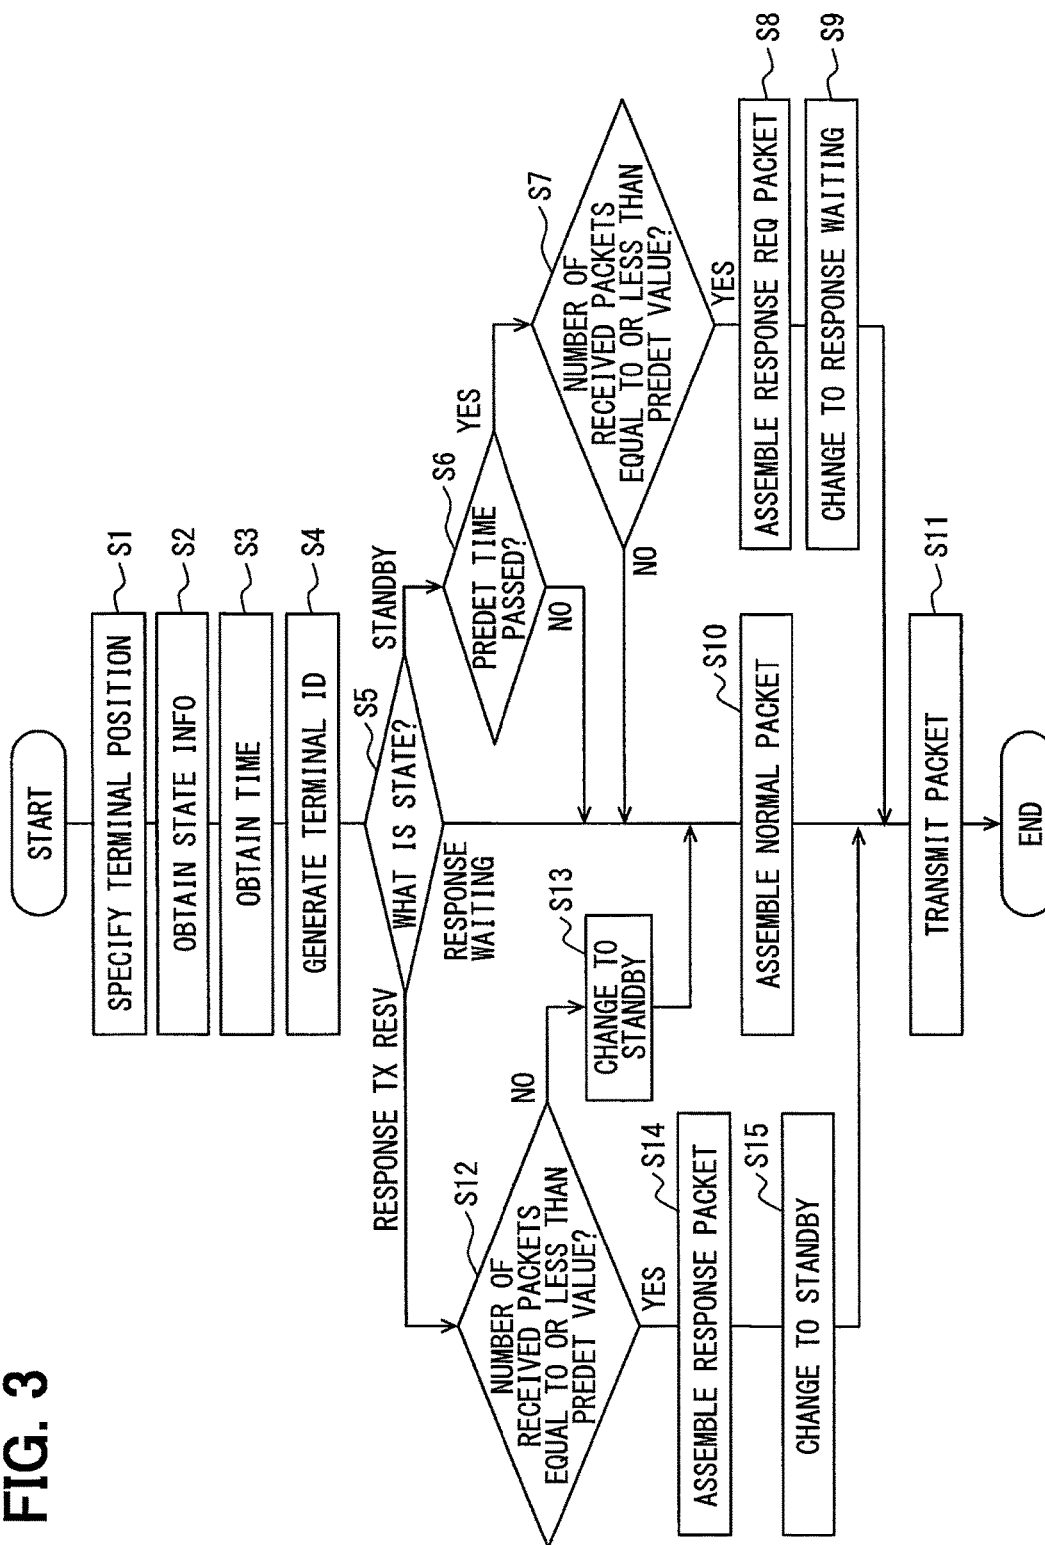 FIG. 3
START
SPECIFY TERMINAL POSITION
S1
OBTAIN STATE INFO
S2
OBTAIN TIME
S3
GENERATE TERMINAL ID
S4
WHAT IS STATE?
S5
RESPONSE TX RESV
STANDBY
RESPONSE
WAITING
PREDET TIME
PASSED?
S6
YES
NO
NUMBER OF
RECEIVED PACKETS
EQUAL TO OR LESS THAN
PREDET VALUE?
S7
NO
YES
NUMBER OF
RECEIVED PACKETS
EQUAL TO OR LESS THAN
PREDET VALUE?
S12
NO
YES
CHANGE TO
STANDBY
S13
ASSEMBLE RESPONSE PACKET
S14
CHANGE TO STANDBY
S15
ASSEMBLE NORMAL PACKET
S10
ASSEMBLE RESPONSE REQ PACKET
S8
CHANGE TO RESPONSE WAITING
S9
TRANSMIT PACKET
S11
END